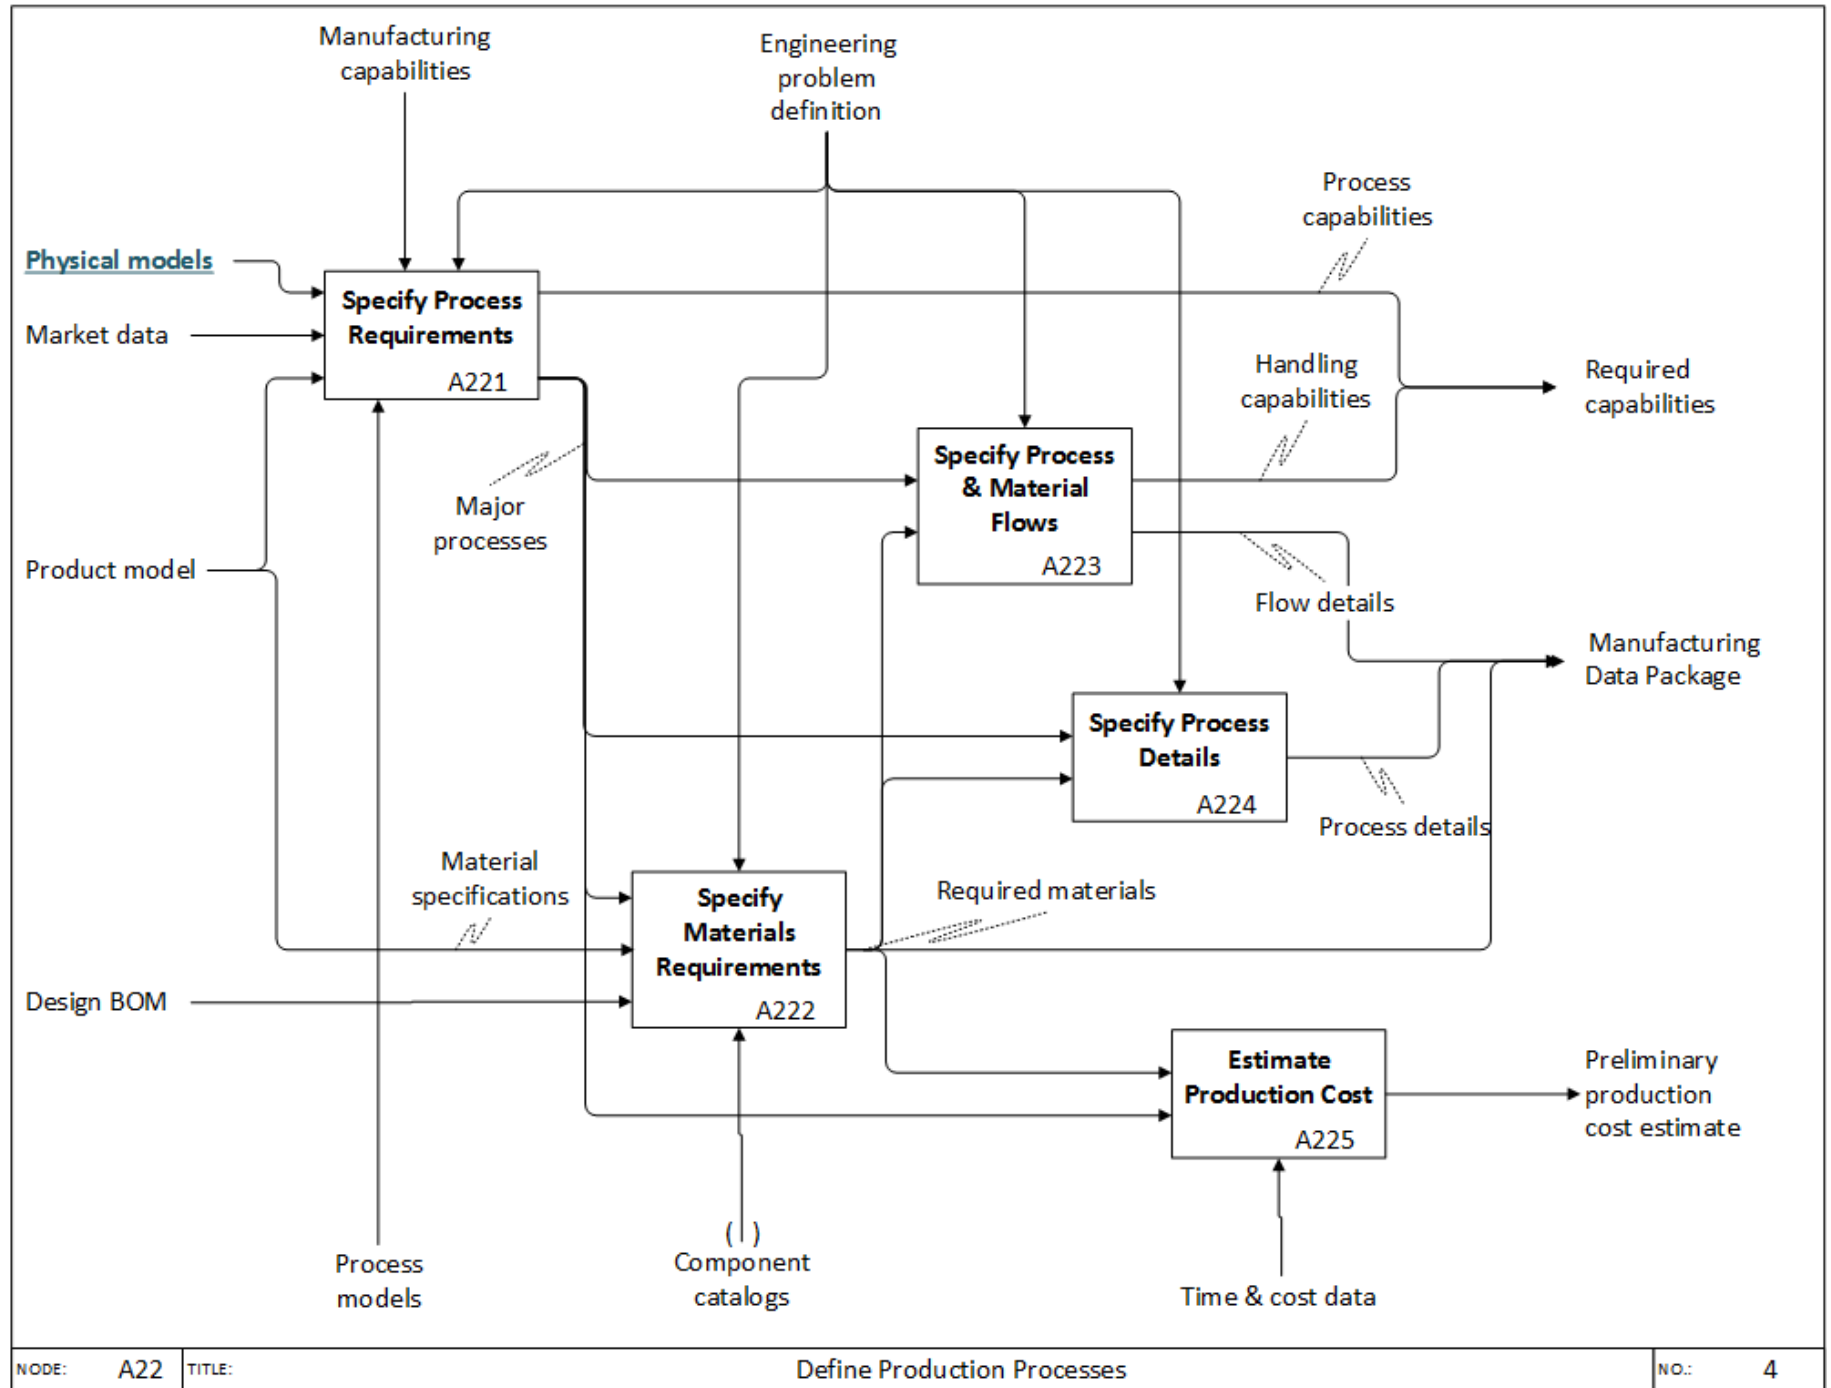 Manufacturing
capabilities
Engineering
problem
definition
Process
capabilities
Physical models
Specify Process
Requirements
A221
Market data
Handling
capabilities
Required
capabilities
Specify Process
& Material
Flows
A223
Major
processes
Product model
Flow details
Manufacturing
Data Package
Specify Process
Details
A224
Process details
Material
specifications
Specify
Materials
Requirements
A222
Required materials
Design BOM
Estimate
Production Cost
A225
Preliminary
production
cost estimate
Process
models
( )
Component
catalogs
Time & cost data
NODE: A22 TITLE: Define Production Processes NO.: 4